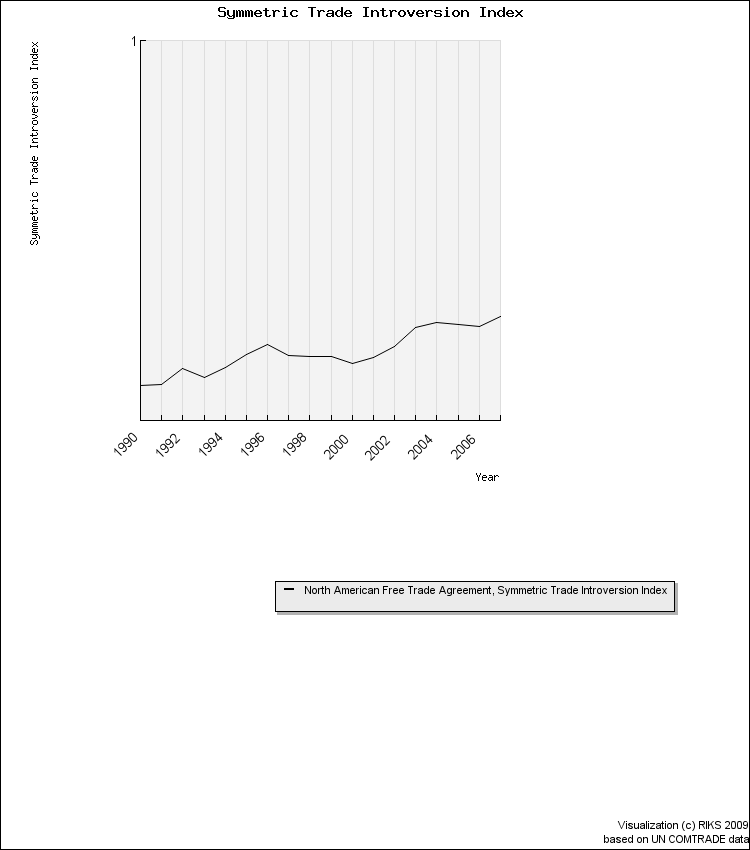 Symmetric Trade Introversion Index
Symmetric Trade Introversion Index
1
1990 1992 1994 1996 1998 2000 2002 2004 2006
Year
North American Free Trade Agreement, Symmetric Trade Introversion Index
Visualization (c) RIKS 2009
based on UN COMTRADE data